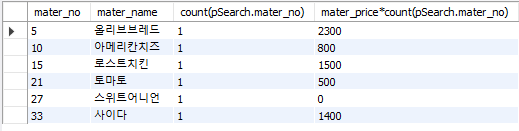 mater_no mater_name count(pSearch.mater_no) mater_price*count(pSearch.mater_no)
5 올리브브레드 1 2300
10 아메리칸치즈 1 800
15 로스트치킨 1 1500
21 토마토 1 500
27 스위트어니언 1 0
33 사이다 1 1400